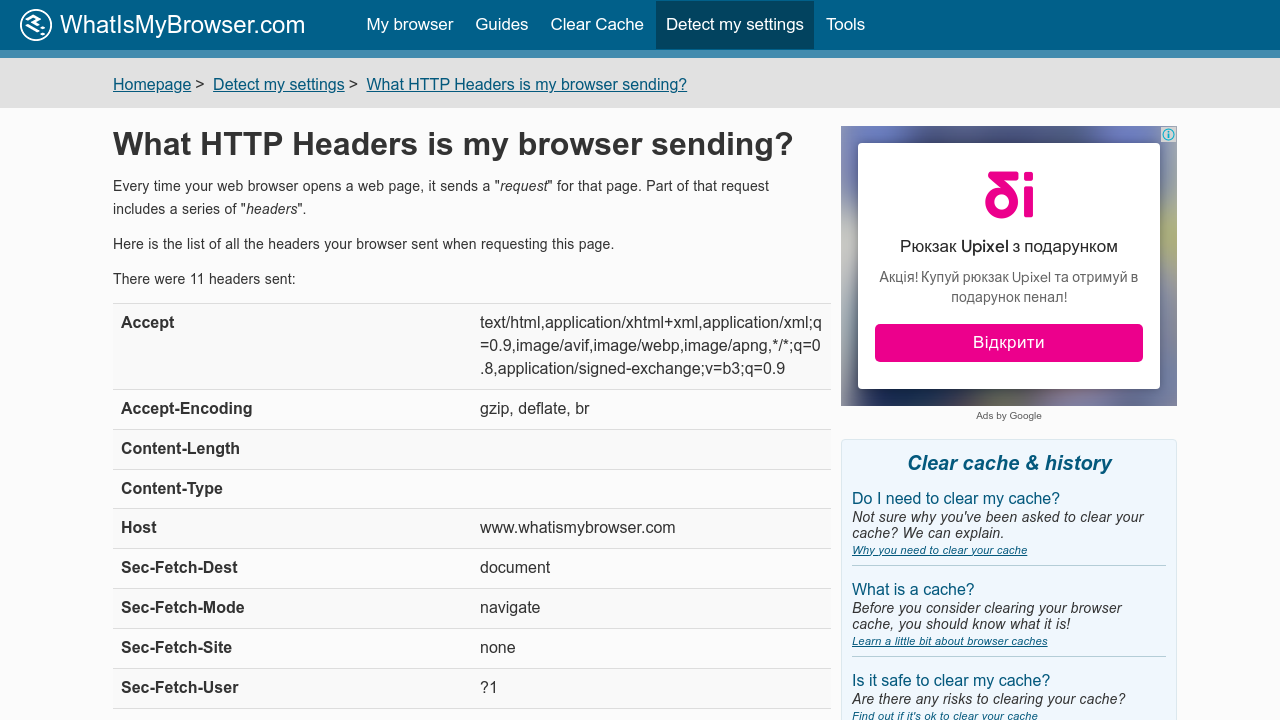 WhatIsMyBrowser.com
My browser
Guides
Clear Cache
Detect my settings
Tools
Homepage > Detect my settings > What HTTP Headers is my browser sending?
What HTTP Headers is my browser sending?
Every time your web browser opens a web page, it sends a "request" for that page. Part of that request
includes a series of "headers".
Here is the list of all the headers your browser sent when requesting this page.
There were 11 headers sent:
Accept
text/html,application/xhtml+xml,application/xml;q
=0.9,image/avif,image/webp,image/apng,*/*;q=0
.8,application/signed-exchange;v=b3;q=0.9
Accept-Encoding
gzip, deflate, br
Content-Length
Content-Type
Host
www.whatismybrowser.com
Sec-Fetch-Dest
document
Sec-Fetch-Mode
navigate
Sec-Fetch-Site
none
Sec-Fetch-User
?1
δi
Рюкзак Upixel з подарунком
Акція! Купуй рюкзак Upixel та отримуй в
подарунок пенал!
Відкрити
Ads by Google
Clear cache & history
Do I need to clear my cache?
Not sure why you've been asked to clear your
cache? We can explain.
Why you need to clear your cache
What is a cache?
Before you consider clearing your browser
cache, you should know what it is!
Learn a little bit about browser caches
Is it safe to clear my cache?
Are there any risks to clearing your cache?
Find out if it's ok to clear your cache